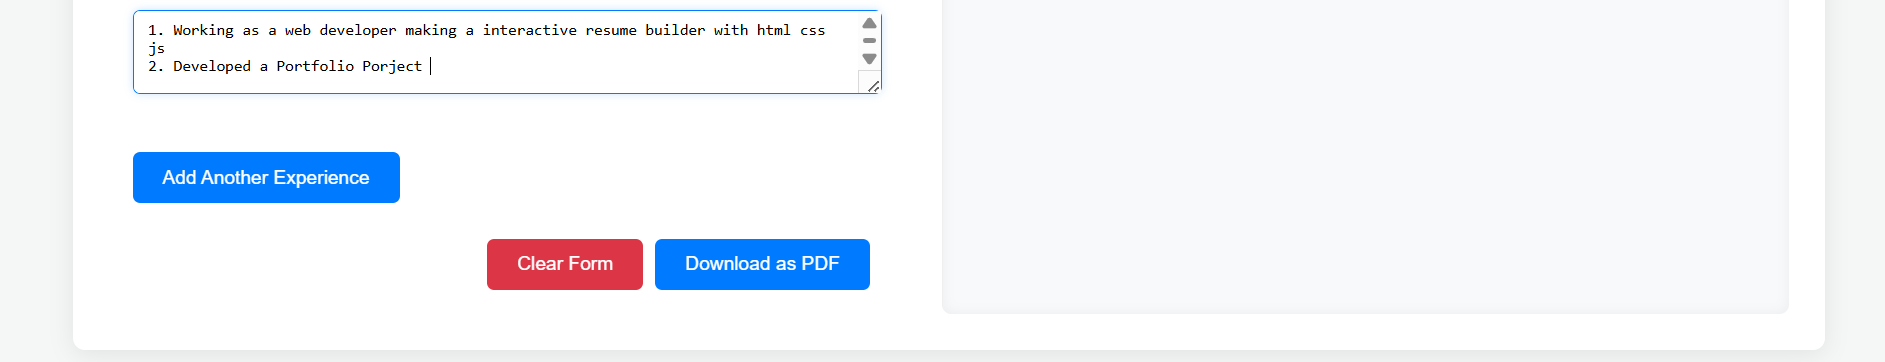 1. Working as a web developer making a interactive resume builder with html css
js
2. Developed a Portfolio Porject
Add Another Experience
Clear Form
Download as PDF